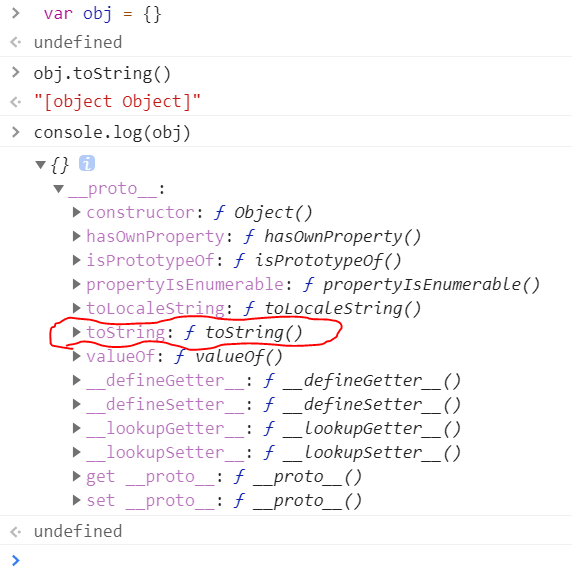 > var obj = {}
undefined
> obj.toString()
"[object Object]"
> console.log(obj)
▼{} i
▼__proto__:
▶constructor: ƒ Object()
▶hasOwnProperty: ƒ hasOwnProperty()
▶isPrototypeOf: ƒ isPrototypeOf()
▶propertyIsEnumerable: ƒ propertyIsEnumerable()
▶toLocaleString: ƒ toLocaleString()
▶toString: ƒ toString()
▶valueOf: ƒ valueOf()
▶__defineGetter__: ƒ __defineGetter__()
▶__defineSetter__: ƒ __defineSetter__()
▶__lookupGetter__: ƒ __lookupGetter__()
▶__lookupSetter__: ƒ __lookupSetter__()
▶get __proto__: ƒ __proto__()
▶set __proto__: ƒ __proto__()
undefined
>